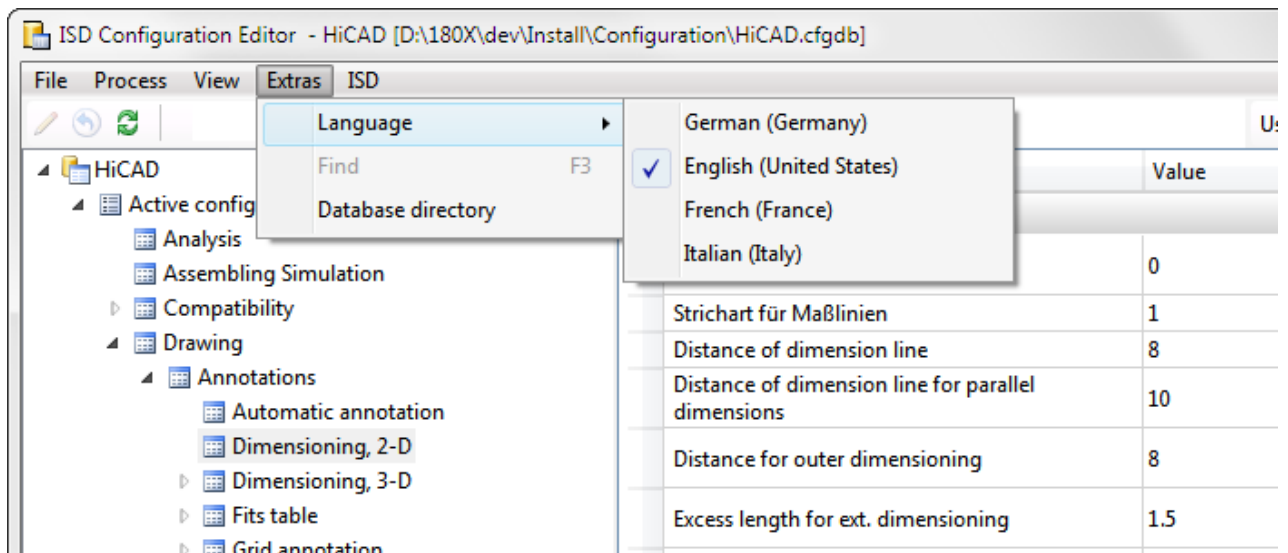 ISD Configuration Editor - HiCAD [D:\180X\dev\Install\Configuration\HiCAD.cfgdb]
File Process View Extras ISD
Language
Find F3
Database directory
German (Germany)
English (United States)
French (France)
Italian (Italy)
HiCAD
Active config
Analysis
Assembling Simulation
Compatibility
Drawing
Annotations
Automatic annotation
Dimensioning, 2-D
Dimensioning, 3-D
Fits table
Grid annotation
Value
0
Strichart für Maßlinien 1
Distance of dimension line 8
Distance of dimension line for parallel
dimensions 10
Distance for outer dimensioning 8
Excess length for ext. dimensioning 1.5